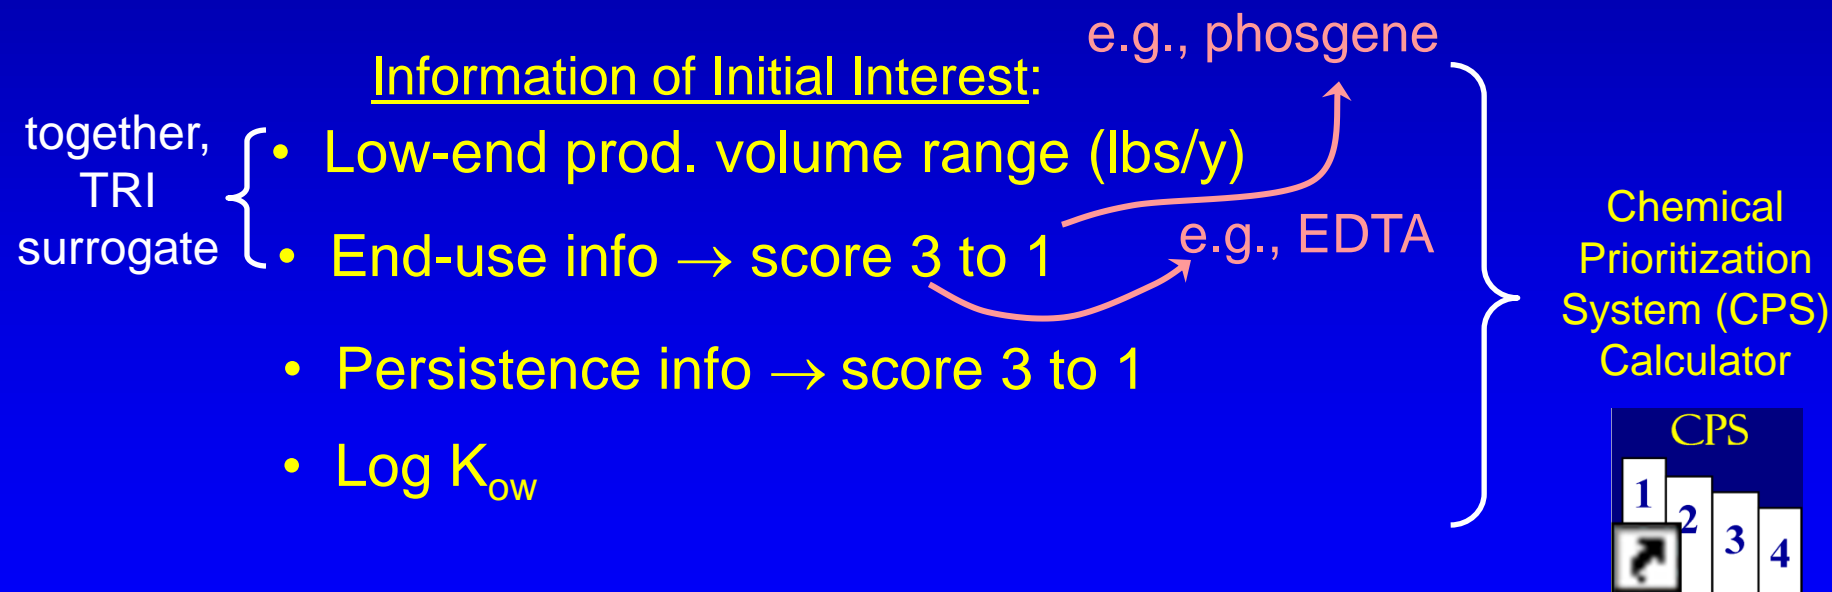 e.g., phosgene
Information of Initial Interest:
together,
TRI
surrogate
• Low-end prod. volume range (lbs/y)
• End-use info → score 3 to 1
e.g., EDTA
• Persistence info → score 3 to 1
• Log Kow
Chemical
Prioritization
System (CPS)
Calculator
CPS
1
2
3
4